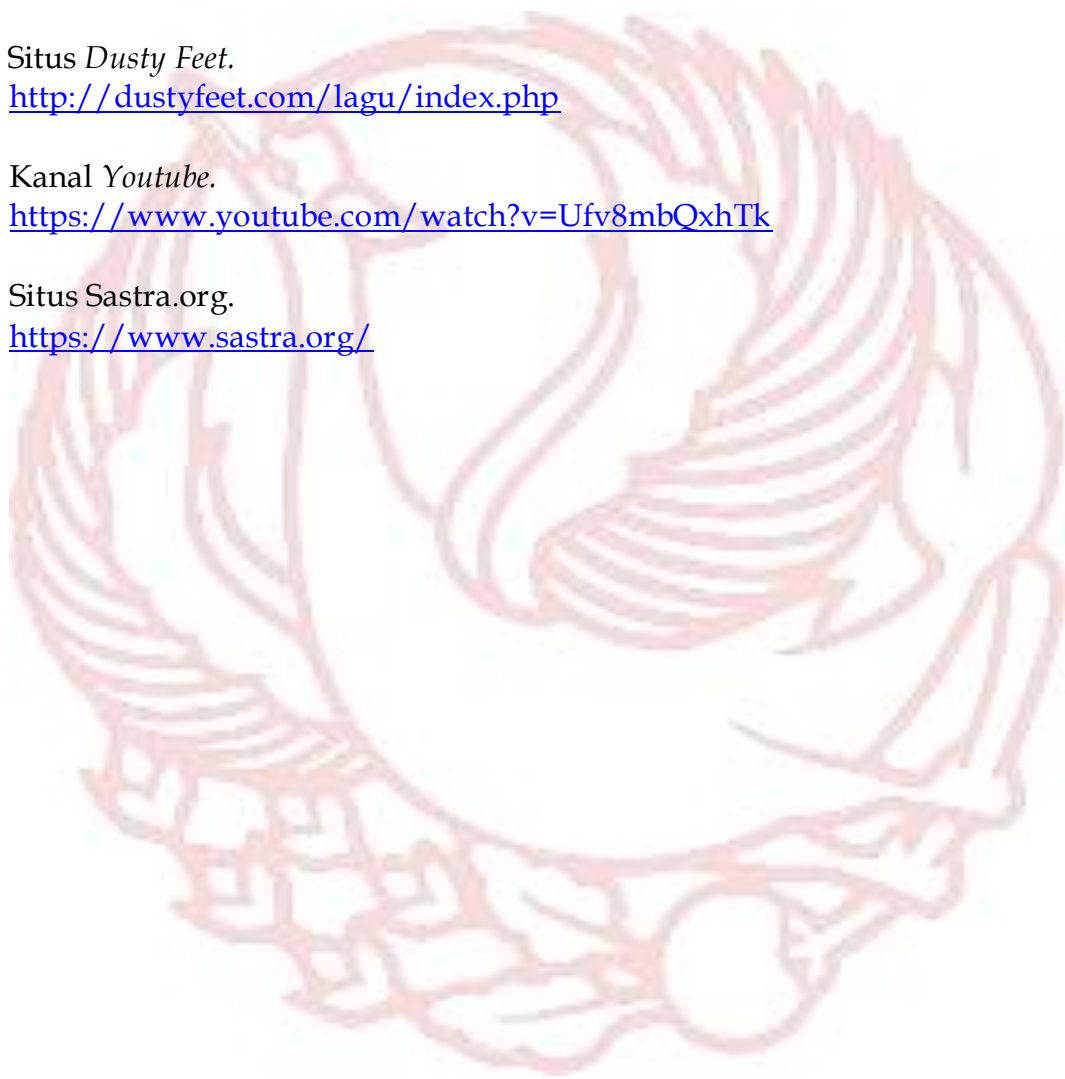 Situs Dusty Feet.
http://dustyfeet.com/lagu/index.php
Kanal Youtube.
https://www.youtube.com/watch?v=Ufv8mbQxhTk
Situs Sastra.org.
https://www.sastra.org/